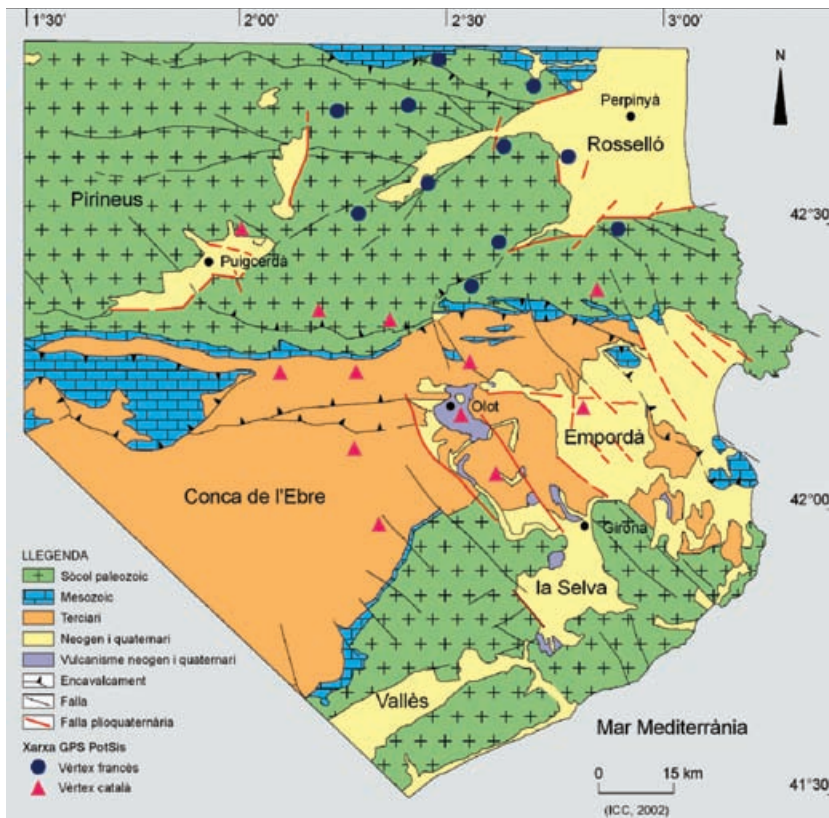 1°30'
2°00'
2°30'
3°00'
N
Perpinyà
Rosselló
Pirineus
42°30'
Puigcerdà
Olot
Empordà
Conca de l'Ebre
42°00'
Girona
LLEGENDA
Sòcol paleozoic
Mesozoic
Terciari
Neogen i quaternari
Vulcanisme neogen i quaternari
Encavalcament
Falla
Falla plioquaternària
Xarxa GPS PotSis
Vèrtex francès
Vèrtex català
la Selva
Vallès
Mar Mediterrània
0 15 km
(ICC, 2002)
41°30'